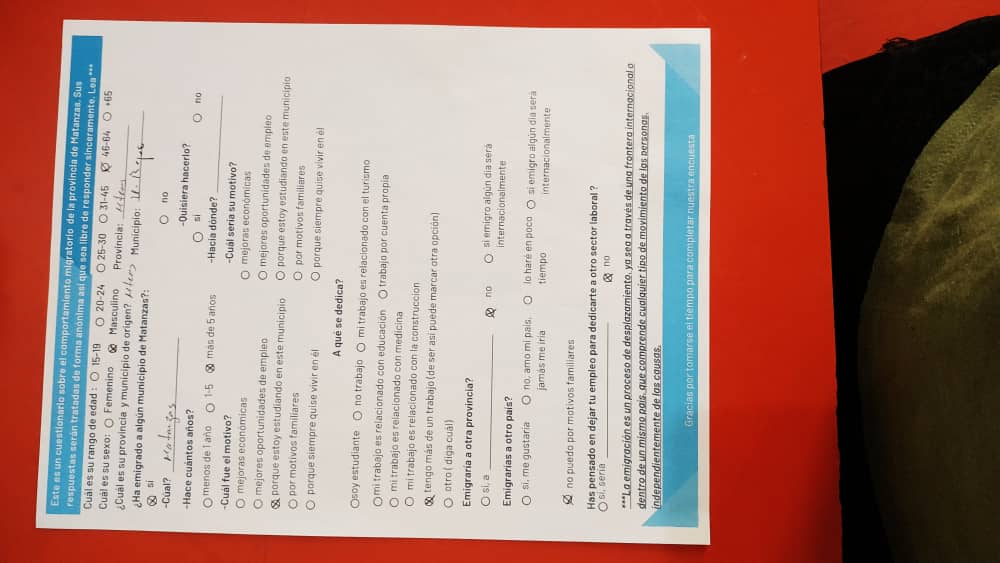 Este es un cuestionario sobre el comportamiento migratorio de la provincia de Matanzas. Sus
respuestas serán tratadas de forma anónima así que sea libre de responder sinceramente. Lea ***
Cuál es su rango de edad : 15-19 20-24 25-30 31-45 46-64 +65
Cuál es su sexo: Femenino Masculino Provincia:
¿Cuál es su provincia y municipio de origen? Municipio:
¿Ha emigrado a algún municipio de Matanzas?:
si no
-Cúal? Matanzas -Quisiera hacerlo?
si no
-Hace cuántos años? -Hacia dónde?
menos de 1 año 1-5 más de 5 años
-Cuál fue el motivo? -Cuál sería su motivo?
mejoras económicas mejoras económicas
mejores oportunidades de empleo mejores oportunidades de empleo
porque estoy estudiando en este municipio porque estoy estudiando en este municipio
por motivos familiares por motivos familiares
porque siempre quise vivir en él porque siempre quise vivir en él
A qué se dedica?
soy estudiante no trabajo mi trabajo es relacionado con el turismo
mi trabajo es relacionado con educación trabajo por cuenta propia
mi trabajo es relacionado con medicina
mi trabajo es relacionado con la construccion
tengo más de un trabajo (de ser así puede marcar otra opción)
otro ( diga cuál)
Emigraría a otra provincia?
si, a no si emigro algún día será
internacionalmente
Emigrarías a otro país?
si, me gustaría no, amo mi país, lo haré en poco si emigro algún día será
jamás me iría tiempo internacionalmente
no puedo por motivos familiares
Has pensado en dejar tu empleo para dedicarte a otro sector laboral ?
si, sería no
***La emigración es un proceso de desplazamiento, ya sea a través de una frontera internacional o
dentro de un mismo país, que comprende cualquier tipo de movimiento de las personas,
independientemente de las causas.
Gracias por tomarse el tiempo para completar nuestra encuesta